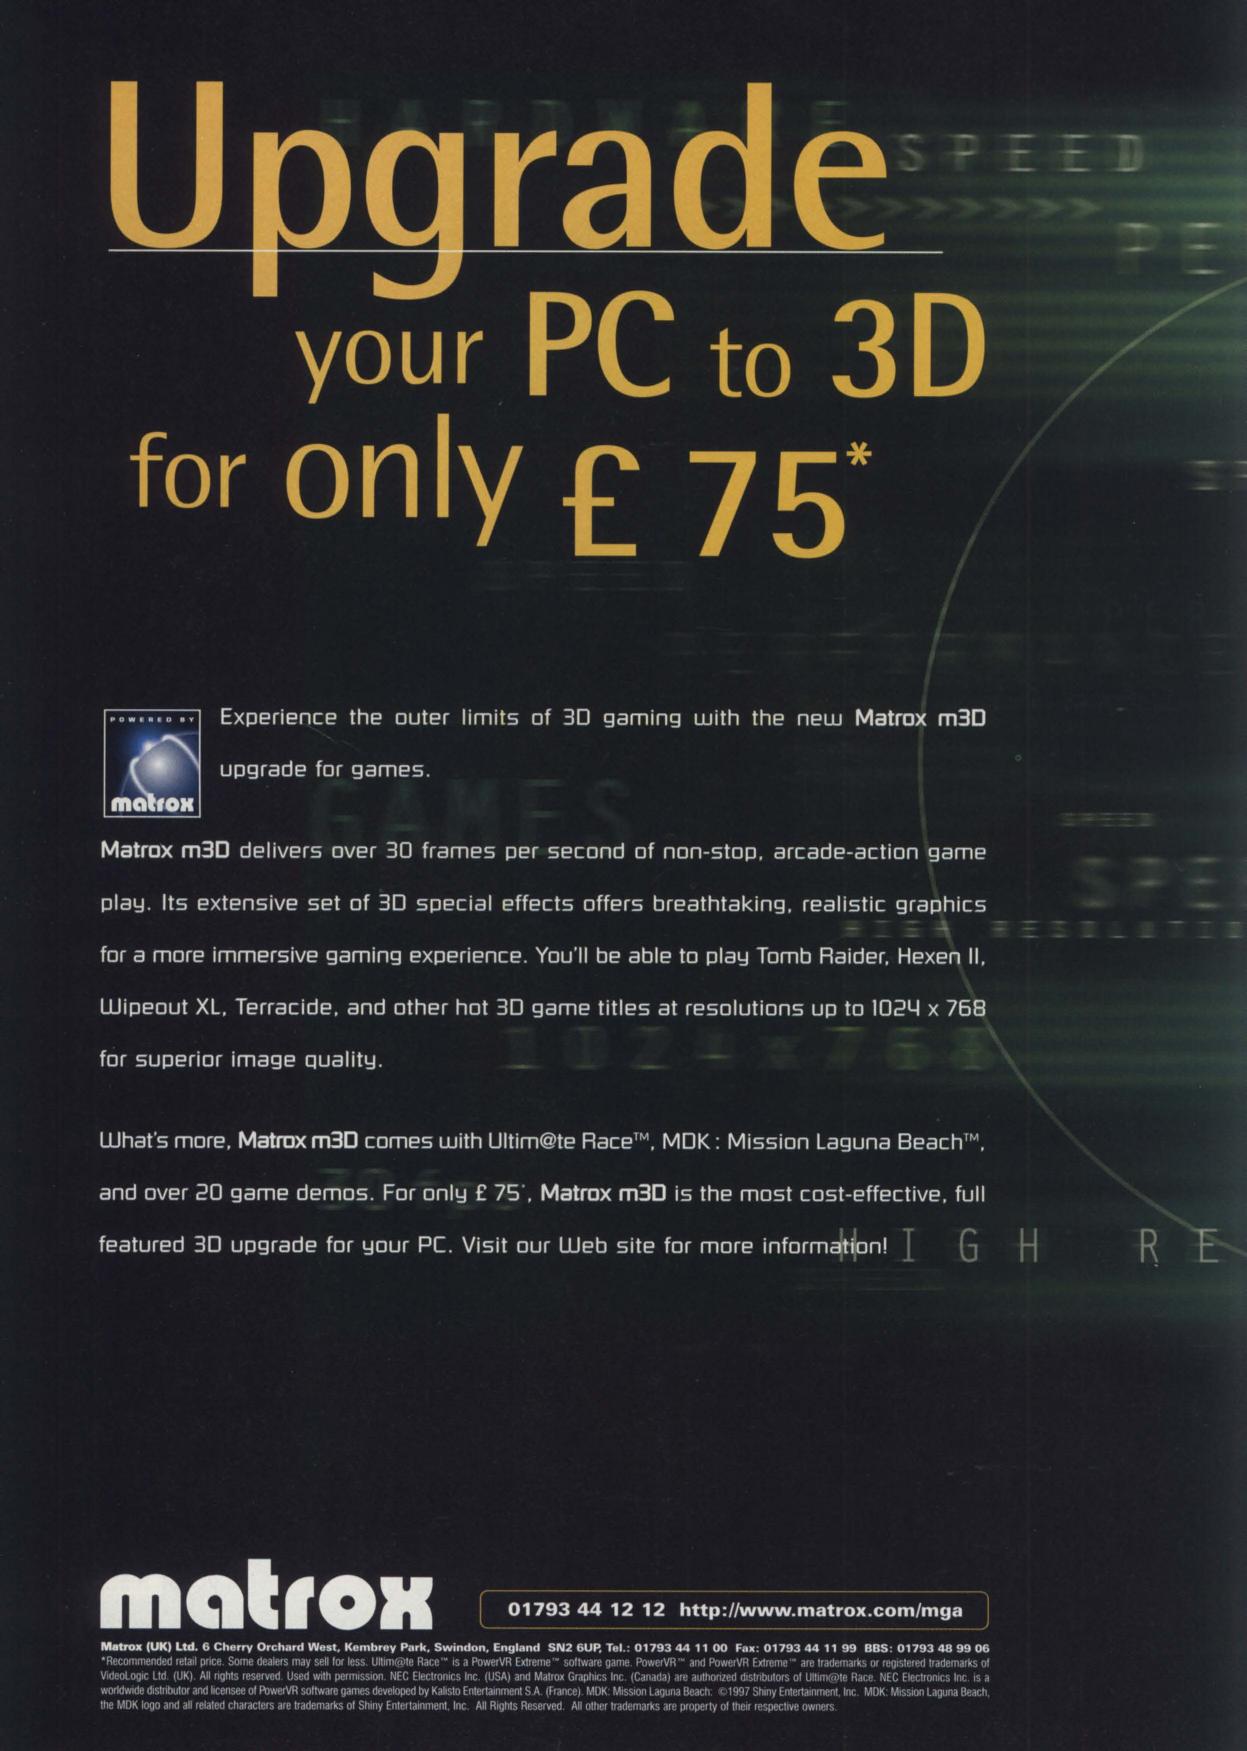 Upgrade
your PC to 3D
for only £ 75*
HARDWARE
SPEED
>>>>>>>>>>
PE
SP
POWERED BY
matrox
Experience the outer limits of 3D gaming with the new Matrox m3D
upgrade for games.
GAMES
SPEED
SPE
HIGH RESOLUTIO
Matrox m3D delivers over 30 frames per second of non-stop, arcade-action game
play. Its extensive set of 3D special effects offers breathtaking, realistic graphics
for a more immersive gaming experience. You'll be able to play Tomb Raider, Hexen II,
Wipeout XL, Terracide, and other hot 3D game titles at resolutions up to 1024 x 768
for superior image quality.
1024x768
What's more, Matrox m3D comes with Ultim@te Race™, MDK : Mission Laguna Beach™,
and over 20 game demos. For only £ 75*, Matrox m3D is the most cost-effective, full
featured 3D upgrade for your PC. Visit our Web site for more information!
HIGH RE
matrox
01793 44 12 12 http://www.matrox.com/mga
Matrox (UK) Ltd. 6 Cherry Orchard West, Kembrey Park, Swindon, England SN2 6UP, Tel.: 01793 44 11 00 Fax: 01793 44 11 99 BBS: 01793 48 99 06
*Recommended retail price. Some dealers may sell for less. Ultim@te Race™ is a PowerVR Extreme™ software game. PowerVR™ and PowerVR Extreme™ are trademarks or registered trademarks of
VideoLogic Ltd. (UK). All rights reserved. Used with permission. NEC Electronics Inc. (USA) and Matrox Graphics Inc. (Canada) are authorized distributors of Ultim@te Race. NEC Electronics Inc. is a
worldwide distributor and licensee of PowerVR software games developed by Kalisto Entertainment S.A. (France). MDK: Mission Laguna Beach: ©1997 Shiny Entertainment, Inc. MDK: Mission Laguna Beach,
the MDK logo and all related characters are trademarks of Shiny Entertainment, Inc. All Rights Reserved. All other trademarks are property of their respective owners.